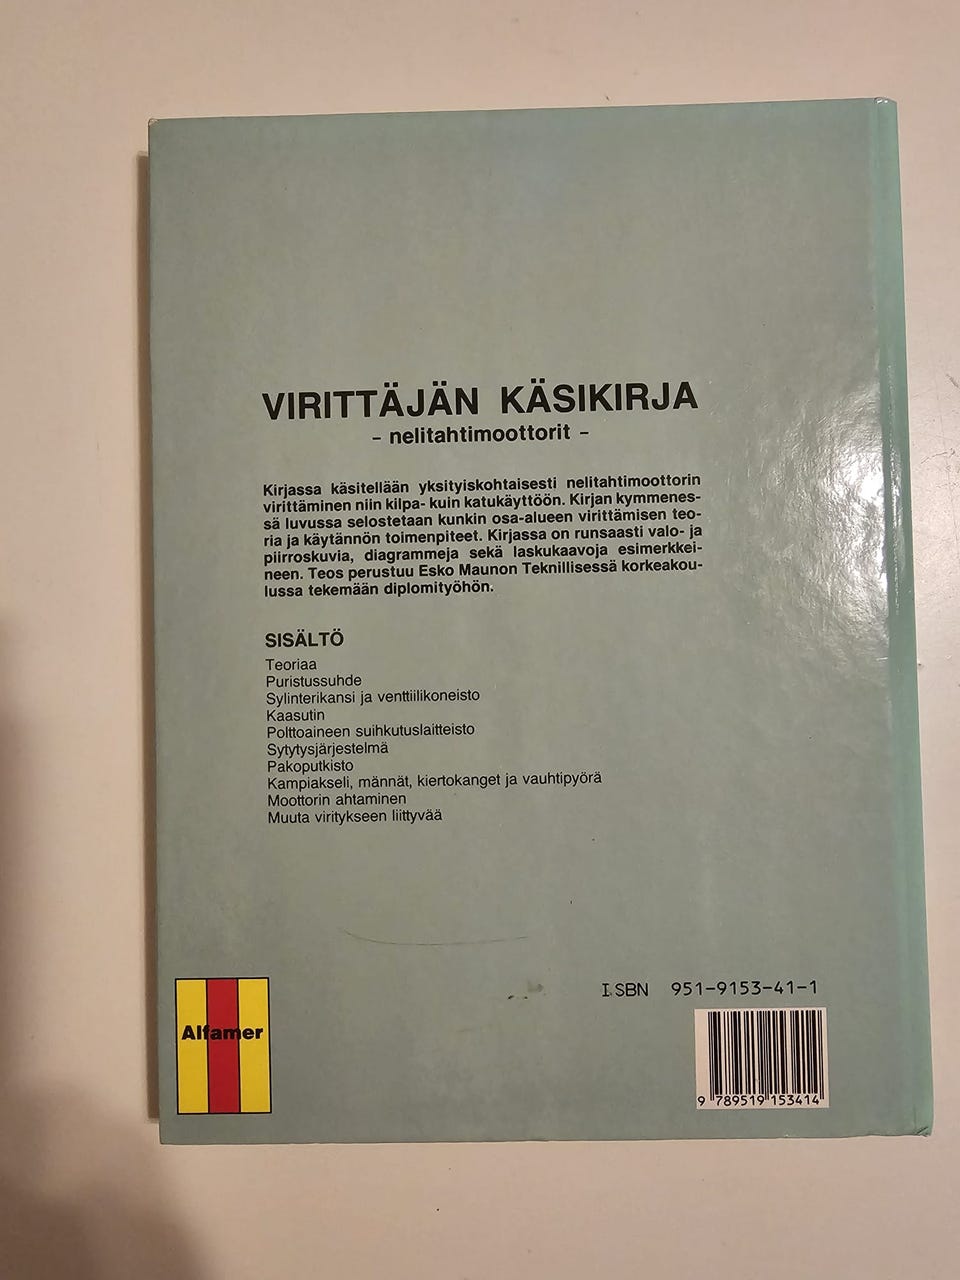 VIRITTÄJÄN KÄSIKIRJA
- nelitahtimoottorit -
Kirjassa käsitellään yksityiskohtaisesti nelitahtimoottorin
virittäminen niin kilpa- kuin katukäyttöön. Kirjan kymmenes-
sä luvussa selostetaan kunkin osa-alueen virittämisen teo-
ria ja käytännön toimenpiteet. Kirjassa on runsaasti valo- ja
piirroskuvia, diagrammeja sekä laskukaavoja esimerkkei-
neen. Teos perustuu Esko Maunon Teknillisessä korkeakou-
lussa tekemään diplomityöhön.
SISÄLTÖ
Teoriaa
Puristussuhde
Sylinterikansi ja venttiilikoneisto
Kaasutin
Polttoaineen suihkutuslaitteisto
Sytytysjärjestelmä
Pakoputkisto
Kampiakseli, männät, kiertokanget ja vauhtipyörä
Moottorin ahtaminen
Muuta viritykseen liittyvää
Alfamer
ISBN 951-9153-41-1
9 789519 153414